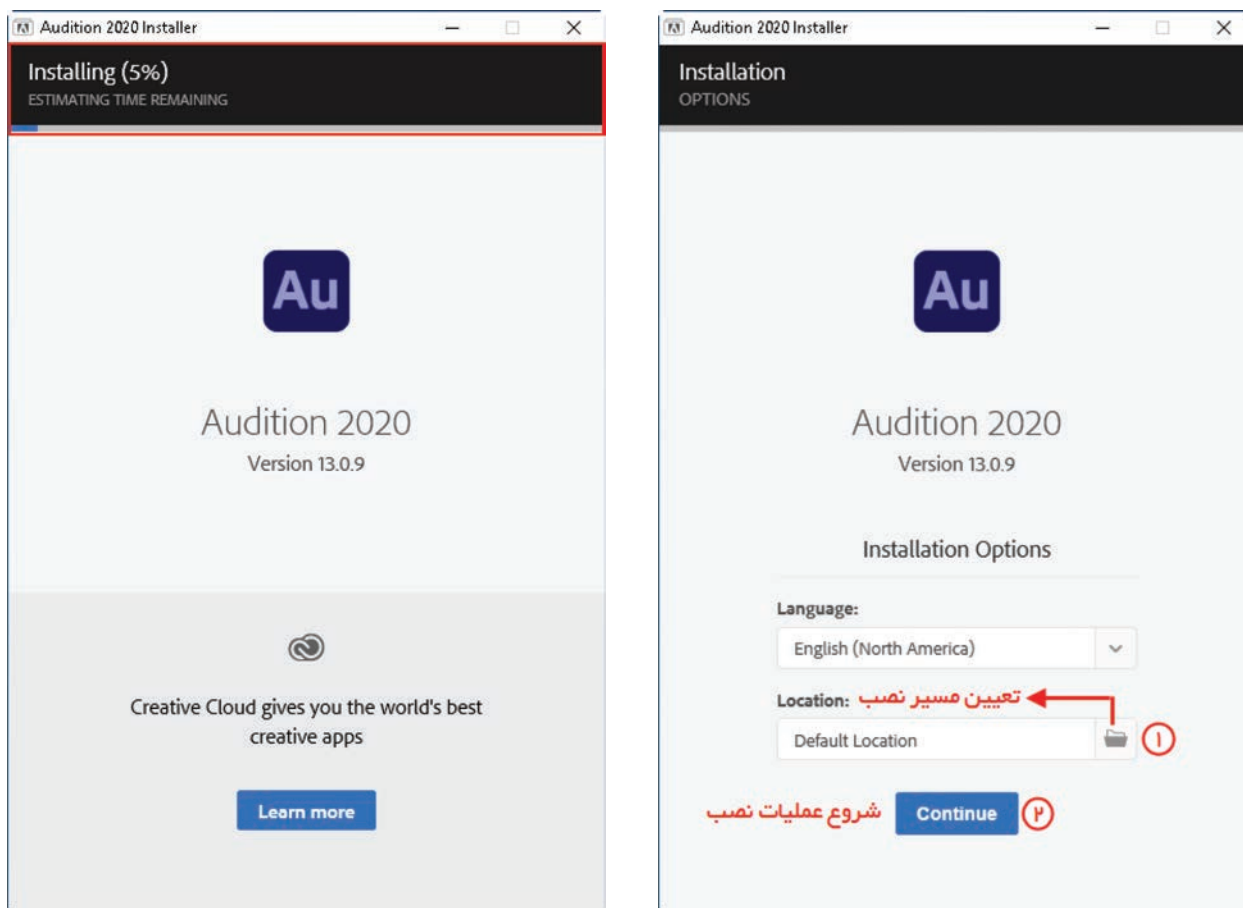 Audition 2020 Installer
Installing (5%)
ESTIMATING TIME REMAINING
Au
Audition 2020
Version 13.0.9
Creative Cloud gives you the world's best
creative apps
Learn more
Audition 2020 Installer
Installation
OPTIONS
Au
Audition 2020
Version 13.0.9
Installation Options
Language:
English (North America)
Location: تعیین مسیر نصب
Default Location ۱
شروع عملیات نصب Continue ۲